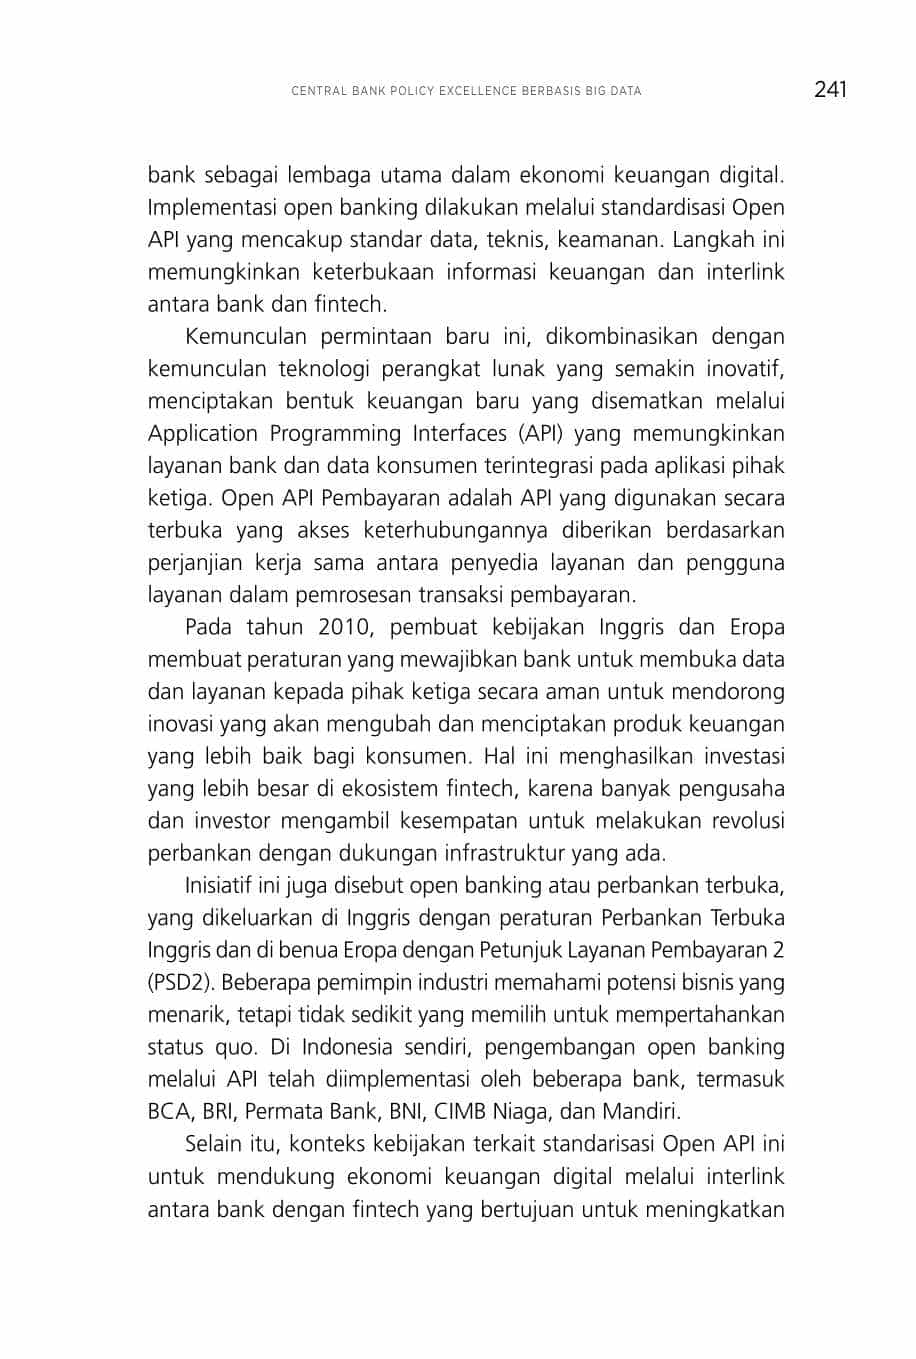 CENTRAL BANK POLICY EXCELLENCE BERBASIS BIG DATA 241
bank sebagai lembaga utama dalam ekonomi keuangan digital.
Implementasi open banking dilakukan melalui standardisasi Open
API yang mencakup standar data, teknis, keamanan. Langkah ini
memungkinkan keterbukaan informasi keuangan dan interlink
antara bank dan fintech.
Kemunculan permintaan baru ini, dikombinasikan dengan
kemunculan teknologi perangkat lunak yang semakin inovatif,
menciptakan bentuk keuangan baru yang disematkan melalui
Application Programming Interfaces (API) yang memungkinkan
layanan bank dan data konsumen terintegrasi pada aplikasi pihak
ketiga. Open API Pembayaran adalah API yang digunakan secara
terbuka yang akses keterhubungannya diberikan berdasarkan
perjanjian kerja sama antara penyedia layanan dan pengguna
layanan dalam pemrosesan transaksi pembayaran.
Pada tahun 2010, pembuat kebijakan Inggris dan Eropa
membuat peraturan yang mewajibkan bank untuk membuka data
dan layanan kepada pihak ketiga secara aman untuk mendorong
inovasi yang akan mengubah dan menciptakan produk keuangan
yang lebih baik bagi konsumen. Hal ini menghasilkan investasi
yang lebih besar di ekosistem fintech, karena banyak pengusaha
dan investor mengambil kesempatan untuk melakukan revolusi
perbankan dengan dukungan infrastruktur yang ada.
Inisiatif ini juga disebut open banking atau perbankan terbuka,
yang dikeluarkan di Inggris dengan peraturan Perbankan Terbuka
Inggris dan di benua Eropa dengan Petunjuk Layanan Pembayaran 2
(PSD2). Beberapa pemimpin industri memahami potensi bisnis yang
menarik, tetapi tidak sedikit yang memilih untuk mempertahankan
status quo. Di Indonesia sendiri, pengembangan open banking
melalui API telah diimplementasi oleh beberapa bank, termasuk
BCA, BRI, Permata Bank, BNI, CIMB Niaga, dan Mandiri.
Selain itu, konteks kebijakan terkait standarisasi Open API ini
untuk mendukung ekonomi keuangan digital melalui interlink
antara bank dengan fintech yang bertujuan untuk meningkatkan